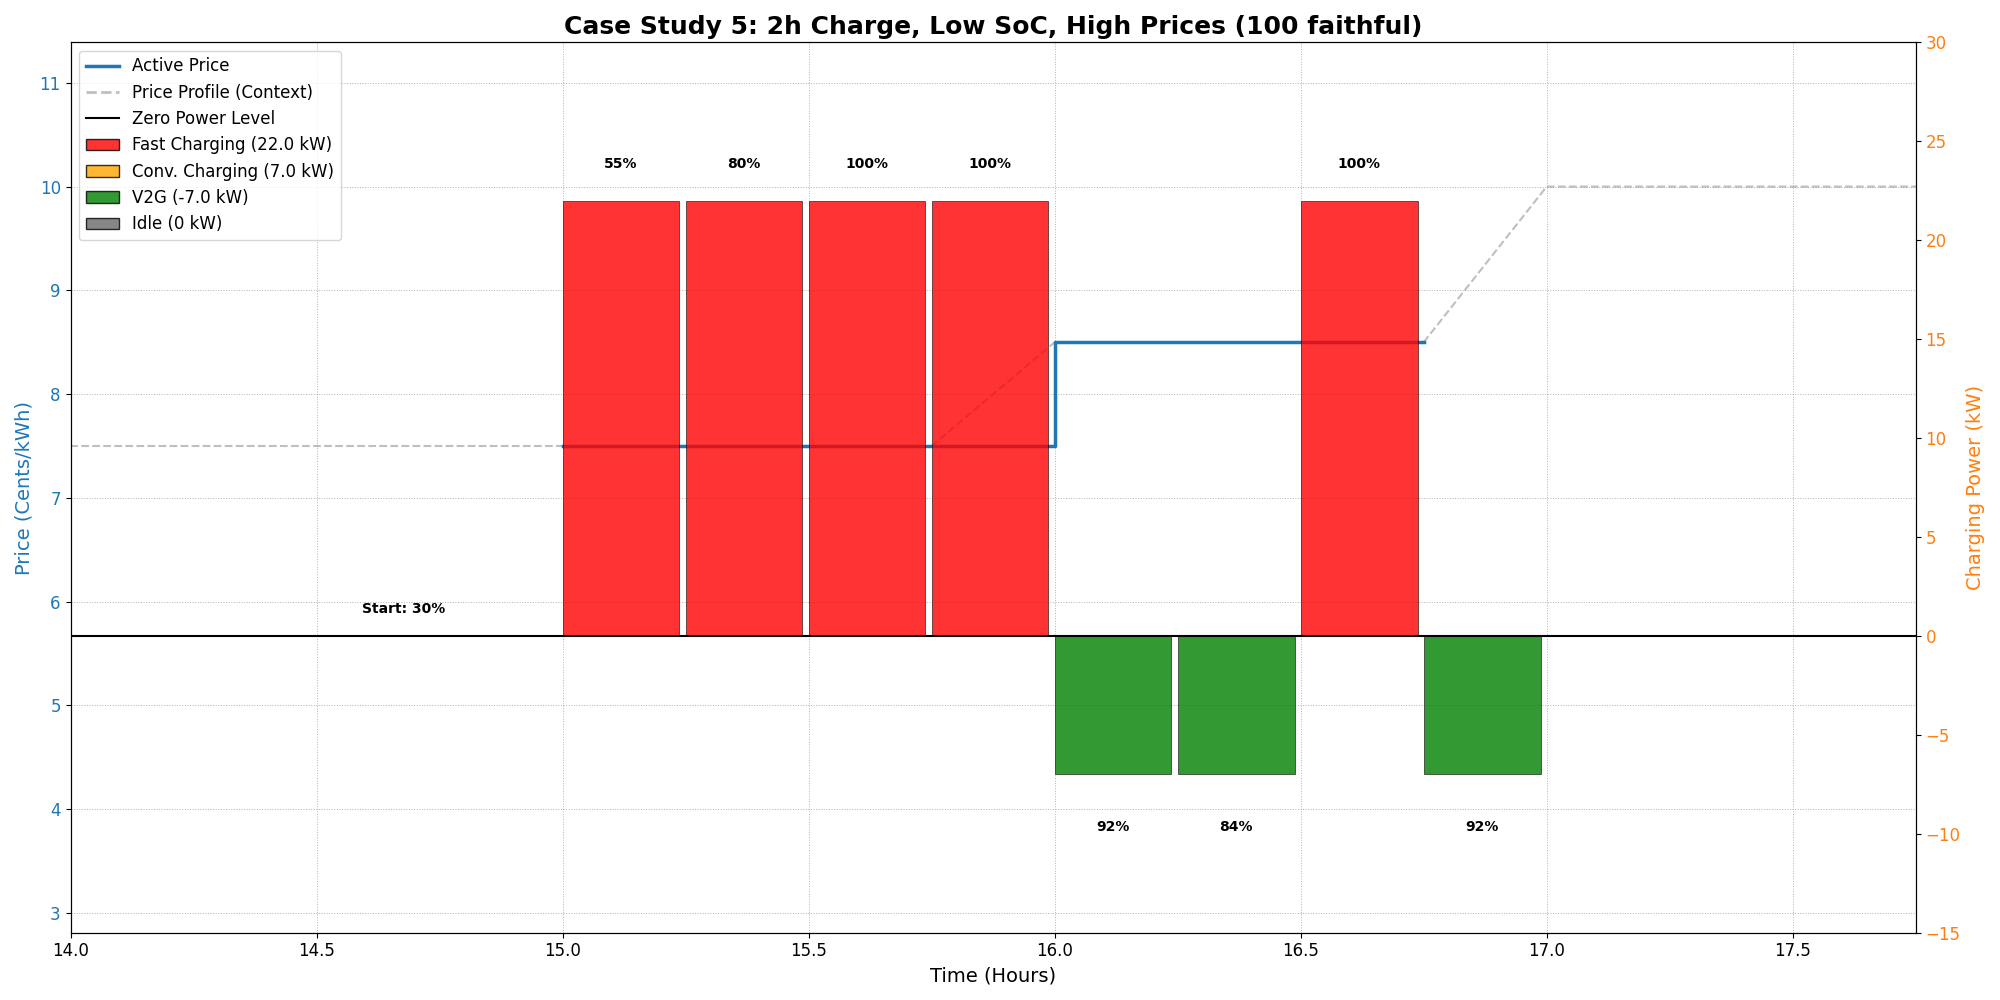 Case Study 5: 2h Charge, Low SoC, High Prices (100 faithful)
Active Price
Price Profile (Context)
Zero Power Level
Fast Charging (22.0 kW)
Conv. Charging (7.0 kW)
V2G (-7.0 kW)
Idle (0 kW)
Price (Cents/kWh)
11
10
9
8
7
6
5
4
3
55%
80%
100%
100%
100%
Start: 30%
92%
84%
92%
30
25
20
15
10
5
0
−5
−10
−15
Charging Power (kW)
14.0
14.5
15.0
15.5
16.0
16.5
17.0
17.5
Time (Hours)